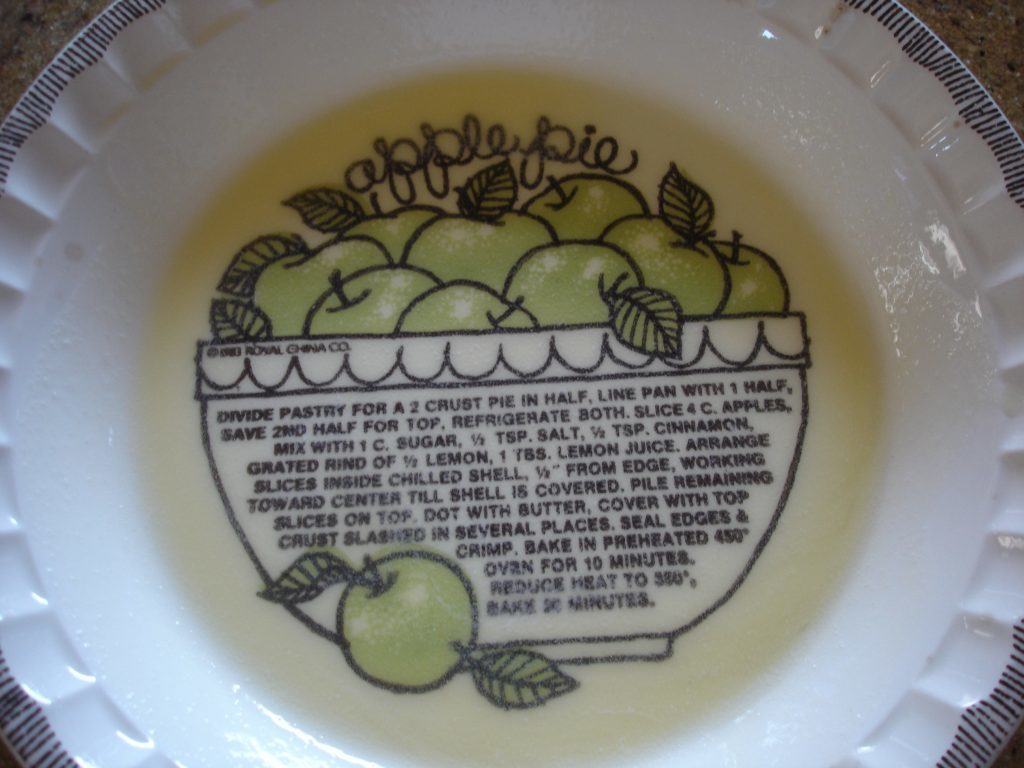 apple pie
© 1983 ROYAL CHINA CO.
DIVIDE PASTRY FOR A 2 CRUST PIE IN HALF, LINE PAN WITH 1 HALF,
SAVE 2ND HALF FOR TOP, REFRIGERATE BOTH. SLICE 4 C. APPLES,
MIX WITH 1 C. SUGAR, ½ TSP. SALT, ½ TSP. CINNAMON,
GRATED RIND OF ½ LEMON, 1 TBS. LEMON JUICE. ARRANGE
SLICES INSIDE CHILLED SHELL, ½" FROM EDGE, WORKING
TOWARD CENTER TILL SHELL IS COVERED. PILE REMAINING
SLICES ON TOP. DOT WITH BUTTER, COVER WITH TOP
CRUST SLASHED IN SEVERAL PLACES. SEAL EDGES &
CRIMP. BAKE IN PREHEATED 450°
OVEN FOR 10 MINUTES.
REDUCE HEAT TO 350°,
BAKE MINUTES.